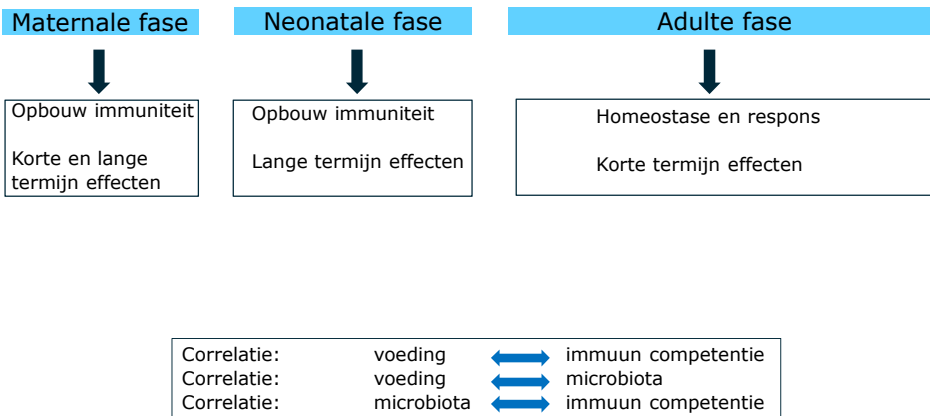 Maternale fase
Neonatale fase
Adulte fase
Opbouw immuniteit
Korte en lange
termijn effecten
Opbouw immuniteit
Lange termijn effecten
Homeostase en respons
Korte termijn effecten
Correlatie: voeding immuun competentie
Correlatie: voeding microbiota
Correlatie: microbiota immuun competentie